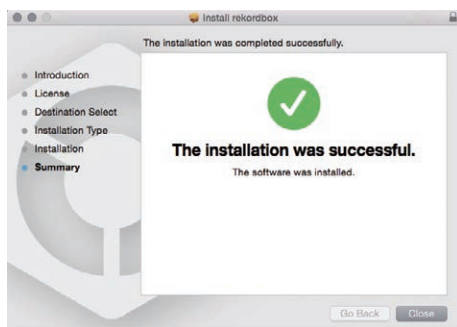 Install rekordbox
The installation was completed successfully.
Introduction
License
Destination Select
Installation Type
Installation
Summary
The installation was successful.
The software was installed.
Go Back
Close